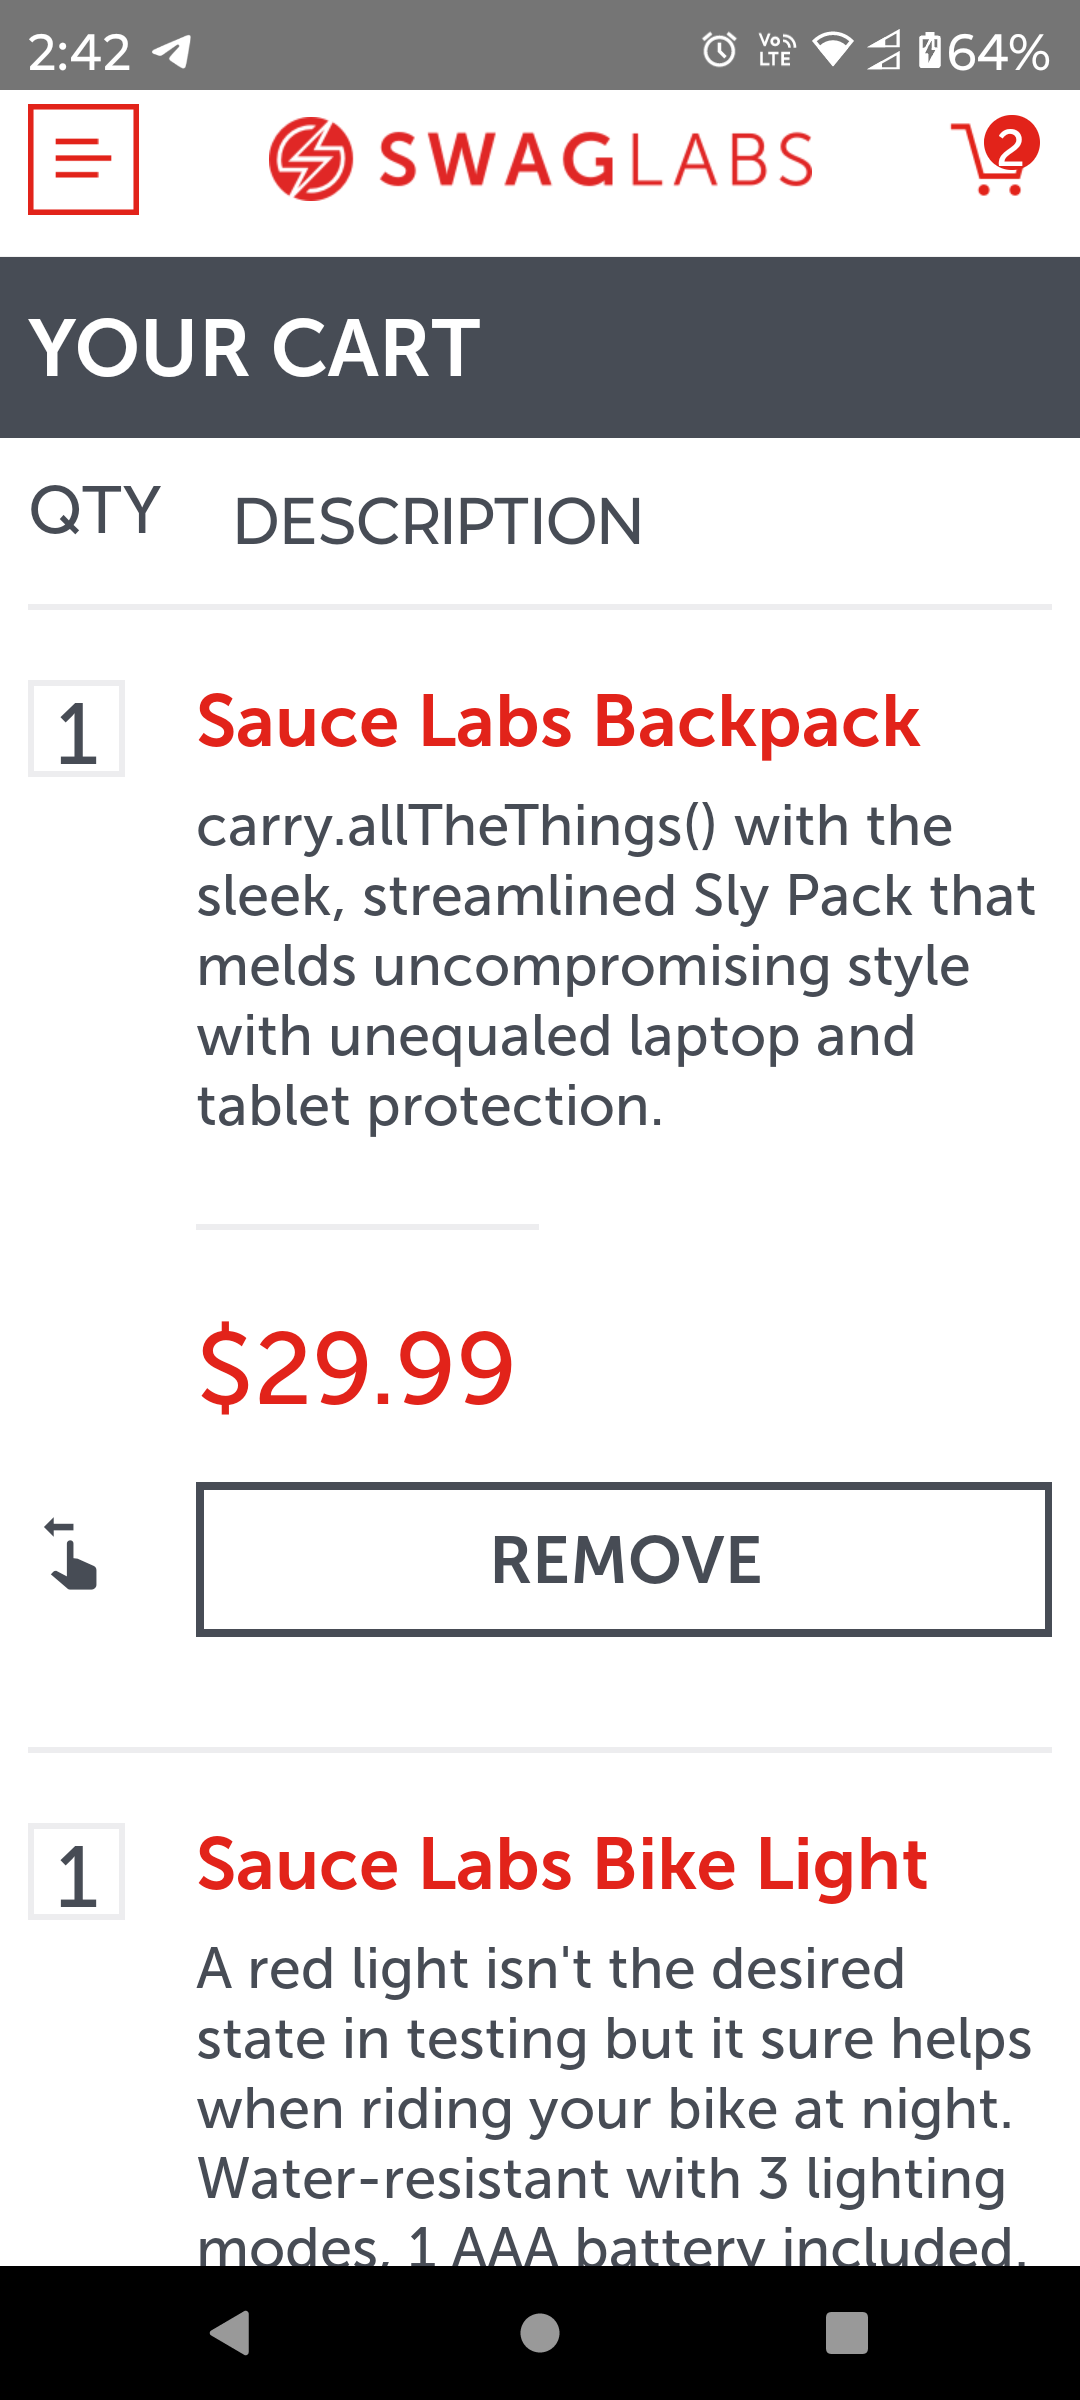 2:42 VoLTE 64%
SWAGLABS 2
YOUR CART
QTY DESCRIPTION
1 Sauce Labs Backpack
carry.allTheThings() with the
sleek, streamlined Sly Pack that
melds uncompromising style
with unequaled laptop and
tablet protection.
$29.99
REMOVE
1 Sauce Labs Bike Light
A red light isn't the desired
state in testing but it sure helps
when riding your bike at night.
Water-resistant with 3 lighting
modes, 1 AAA battery included.